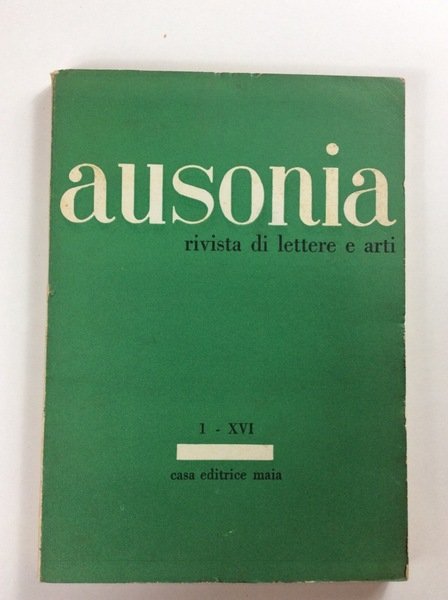 ausonia
rivista di lettere e arti
1 - XVI
casa editrice maia